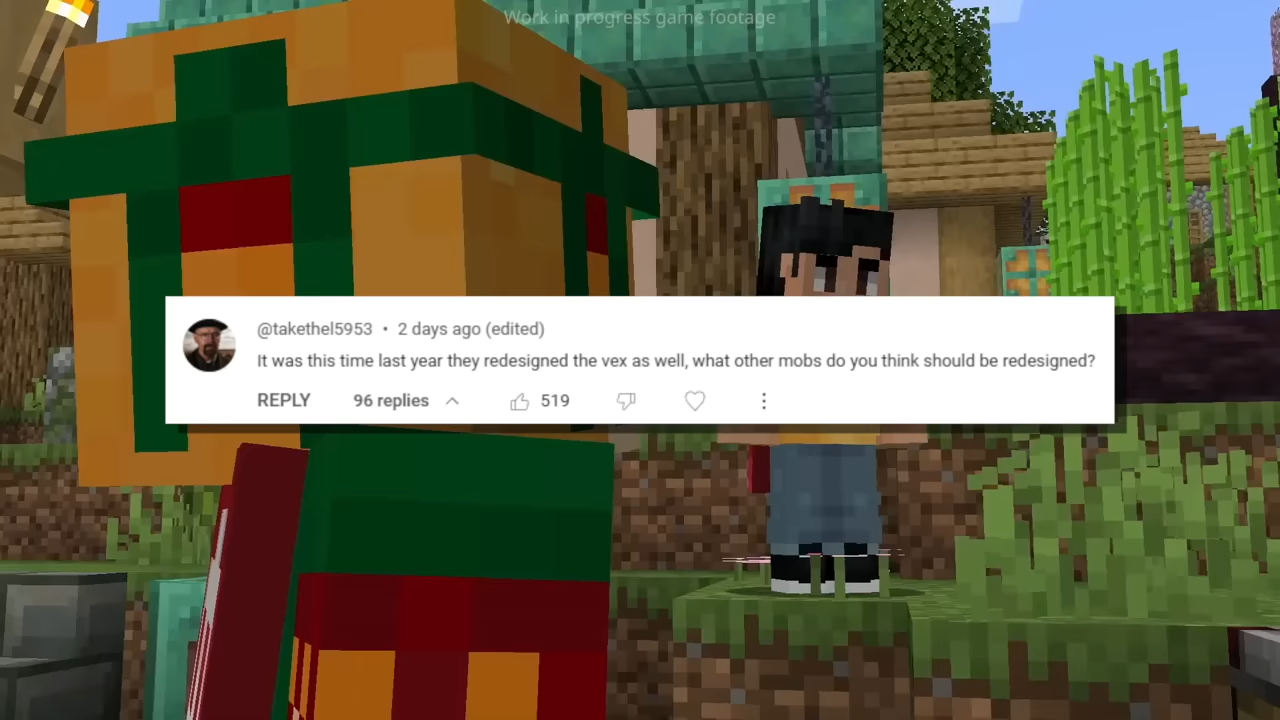 Work in progress game footage
@takethel5953 • 2 days ago (edited)
It was this time last year they redesigned the vex as well, what other mobs do you think should be redesigned?
REPLY 96 replies 519